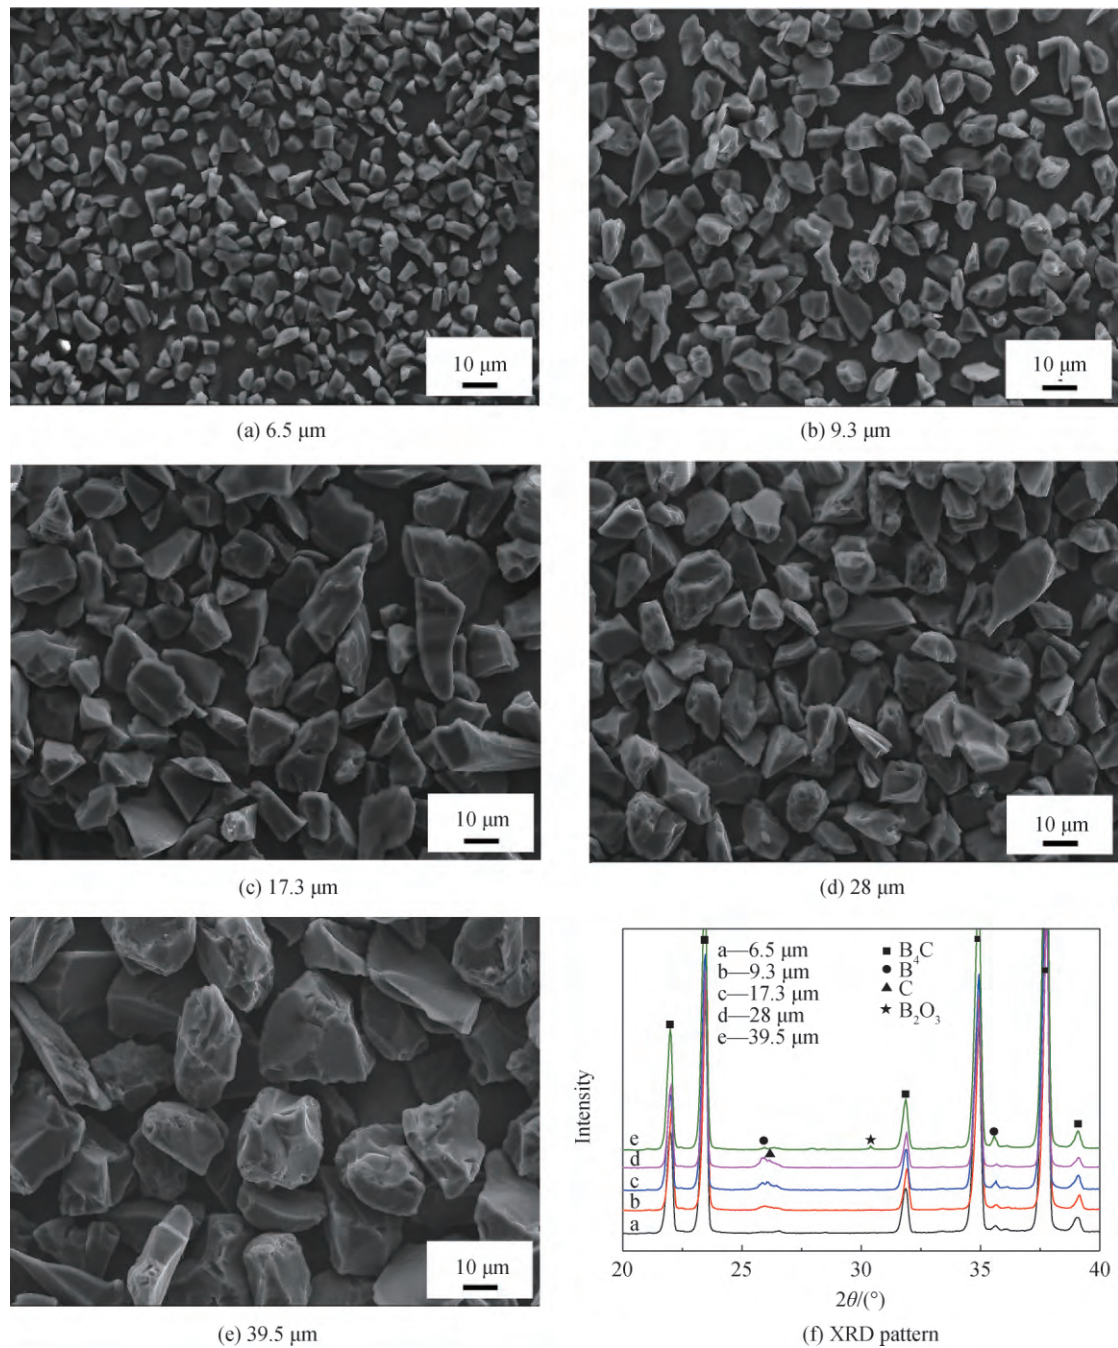 10 μm
10 μm
(a) 6.5 μm
(b) 9.3 μm
10 μm
10 μm
(c) 17.3 μm
(d) 28 μm
10 μm
(e) 39.5 μm
a—6.5 μm
b—9.3 μm
c—17.3 μm
d—28 μm
e—39.5 μm
■ B₄C
● B
▲ C
★ B₂O₃
Intensity
e
d
c
b
a
20 25 30 35 40
2θ/(°)
(f) XRD pattern